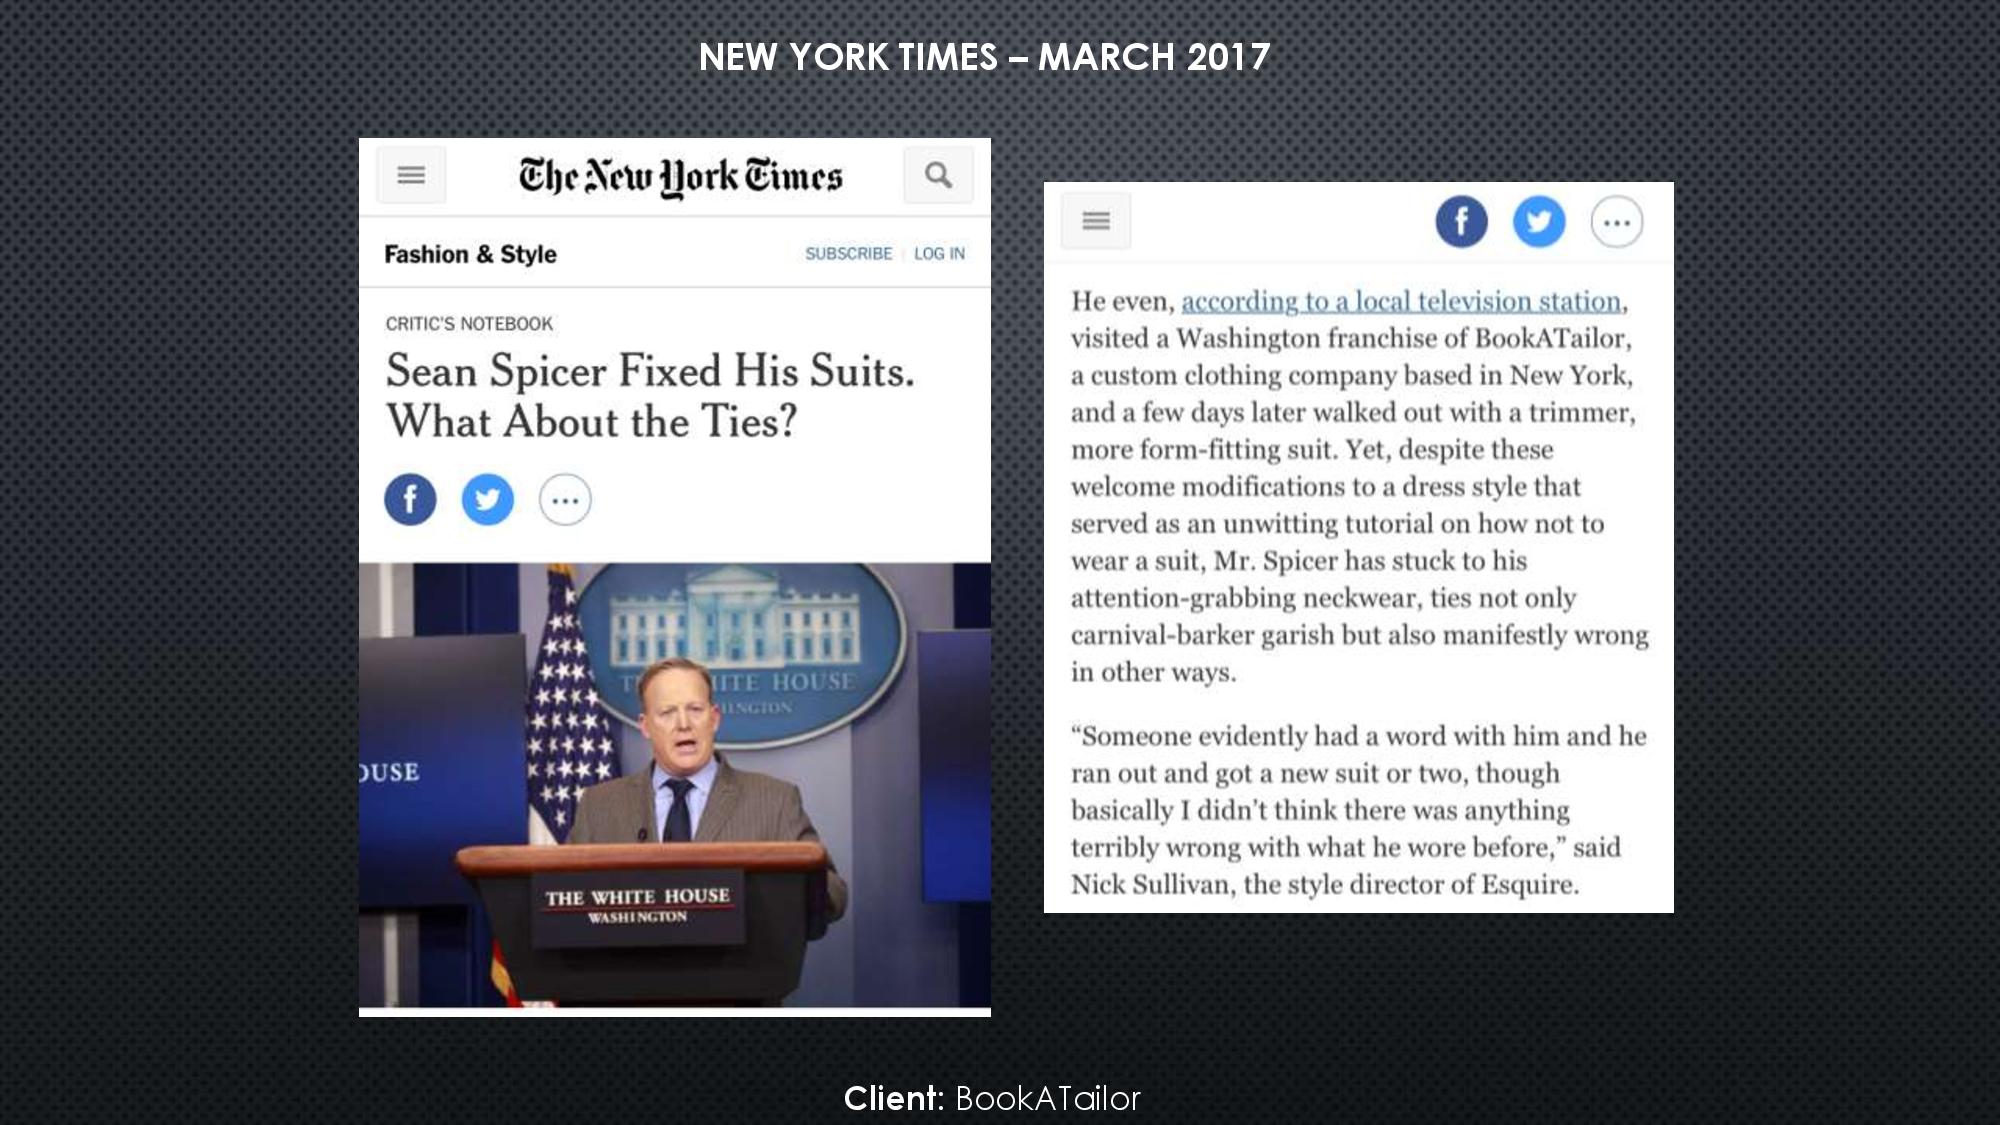 NEW YORK TIMES – MARCH 2017
The New York Times
Fashion & Style
SUBSCRIBE LOG IN
CRITIC'S NOTEBOOK
Sean Spicer Fixed His Suits.
What About the Ties?
THE WHITE HOUSE
WASHINGTON
OUSE
THE WHITE HOUSE
WASHINGTON
He even, according to a local television station,
visited a Washington franchise of BookATailor,
a custom clothing company based in New York,
and a few days later walked out with a trimmer,
more form-fitting suit. Yet, despite these
welcome modifications to a dress style that
served as an unwitting tutorial on how not to
wear a suit, Mr. Spicer has stuck to his
attention-grabbing neckwear, ties not only
carnival-barker garish but also manifestly wrong
in other ways.
“Someone evidently had a word with him and he
ran out and got a new suit or two, though
basically I didn’t think there was anything
terribly wrong with what he wore before,” said
Nick Sullivan, the style director of Esquire.
Client: BookATailor